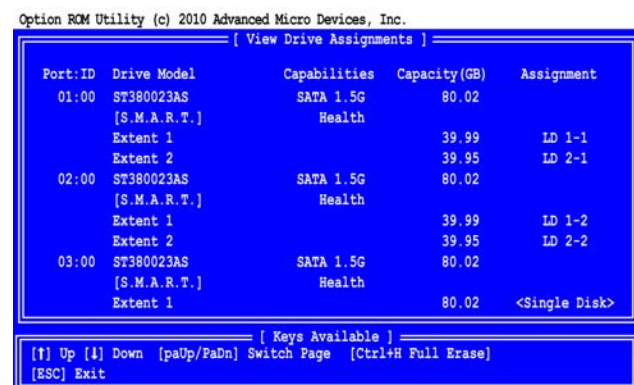 Option ROM Utility (c) 2010 Advanced Micro Devices, Inc.
[ View Drive Assignments ]
Port:ID Drive Model Capabilities Capacity(GB) Assignment
01:00 ST380023AS SATA 1.5G 80.02
[S.M.A.R.T.] Health
Extent 1 39.99 LD 1-1
Extent 2 39.95 LD 2-1
02:00 ST380023AS SATA 1.5G 80.02
[S.M.A.R.T.] Health
Extent 1 39.99 LD 1-2
Extent 2 39.95 LD 2-2
03:00 ST380023AS SATA 1.5G 80.02
[S.M.A.R.T.] Health
Extent 1 80.02 <Single Disk>
[ Keys Available ]
[↑] Up [↓] Down [paUp/PaDn] Switch Page [Ctrl+H Full Erase]
[ESC] Exit